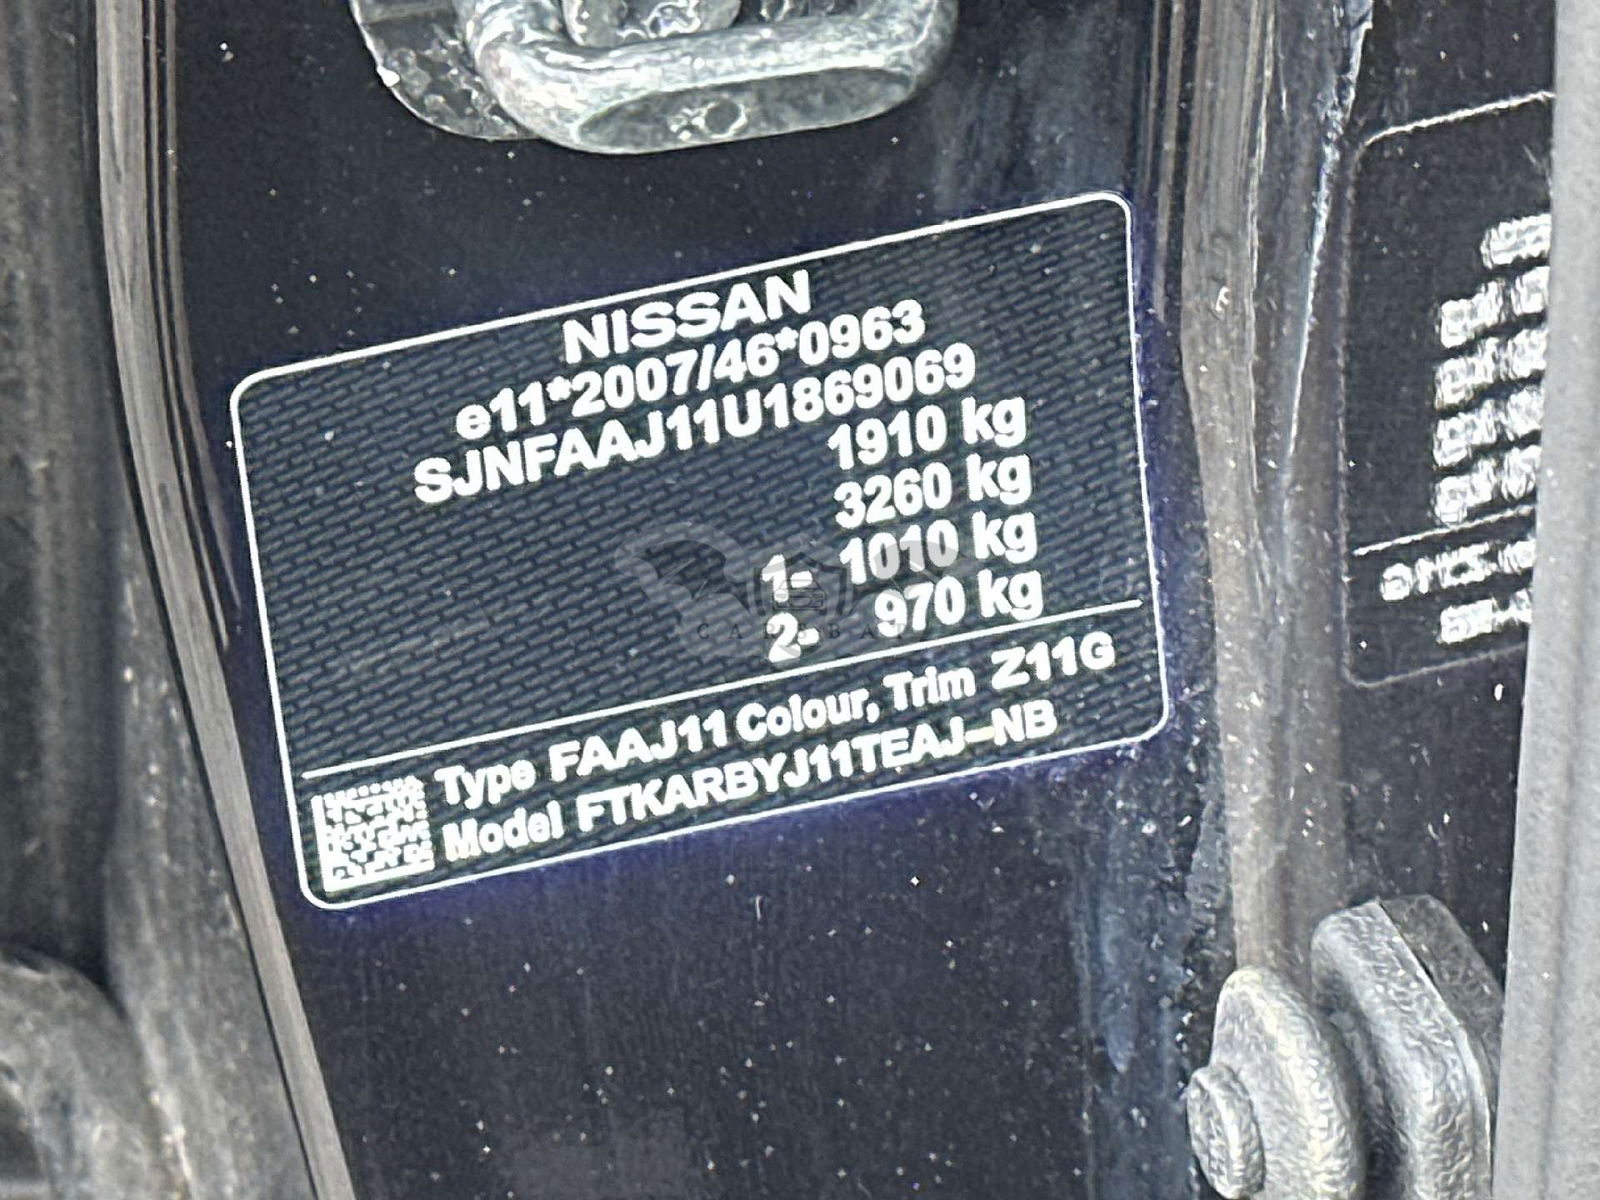 NISSAN
e11*2007/46*0963
SJNFAAJ11U1869069
1910 kg
3260 kg
1- 1010 kg
2- 970 kg
Type FAAJ11 Colour, Trim Z11G
Model FTKARBYJ11TEAJ-NB
CARSBAT